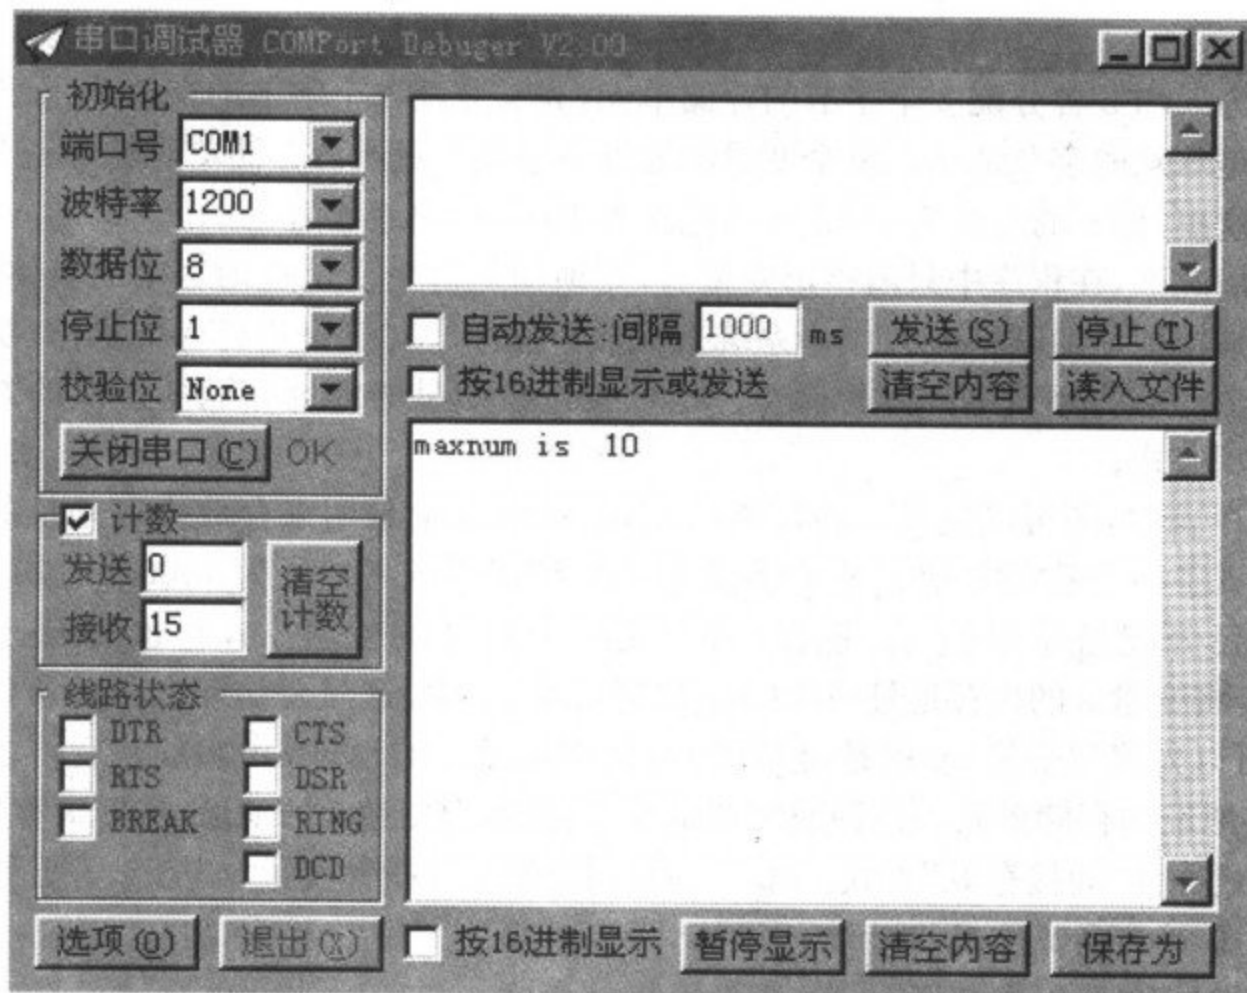 串口调试器 COMPort Debuger V2.00
初始化
端口号 COM1
波特率 1200
数据位 8
停止位 1
校验位 None
关闭串口(C) OK
计数
发送 0
接收 15
清空
计数
线路状态
DTR CTS
RTS DSR
BREAK RING
DCD
选项(O) 退出(X)
自动发送:间隔 1000 ms 发送(S) 停止(T)
按16进制显示或发送 清空内容 读入文件
maxnum is  10
按16进制显示 暂停显示 清空内容 保存为